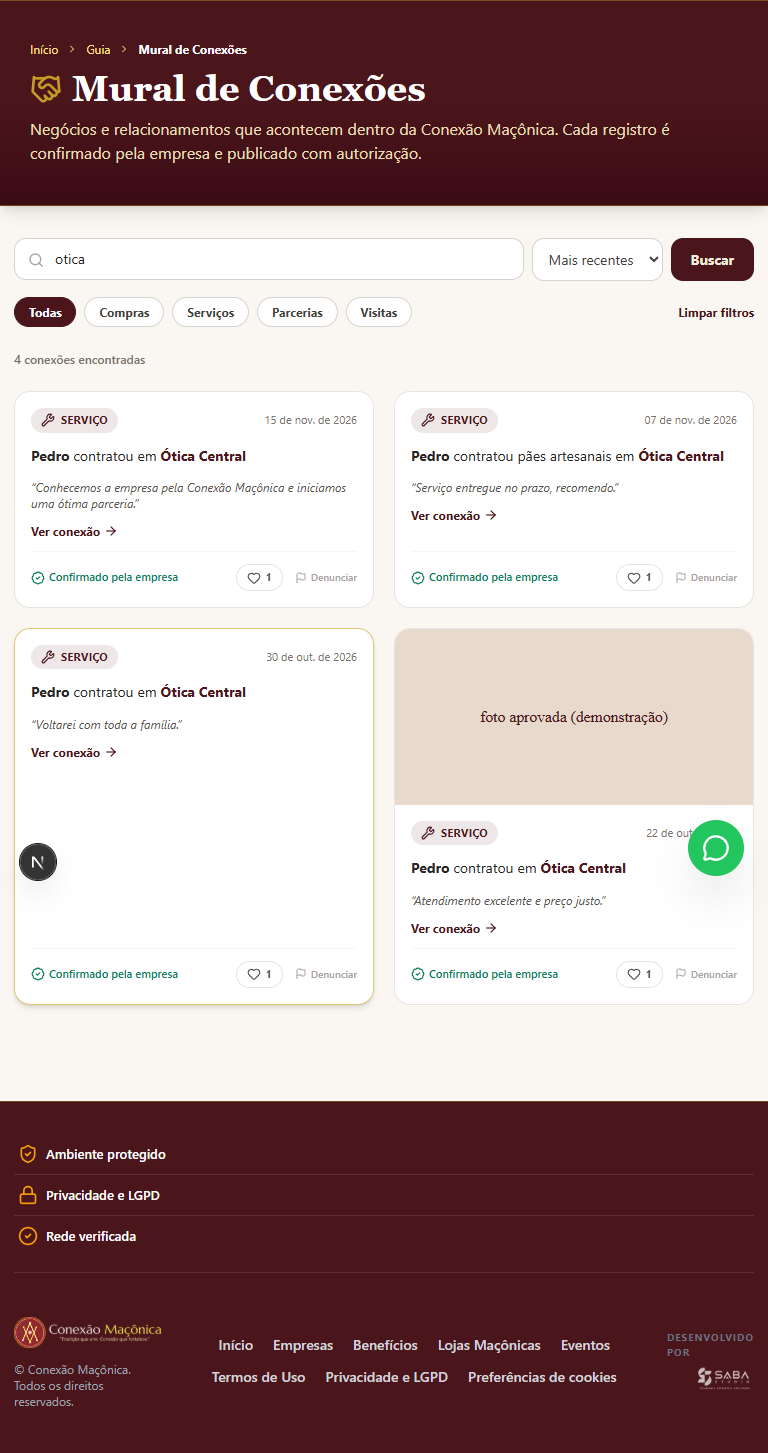 Início > Guia > Mural de Conexões
Mural de Conexões
Negócios e relacionamentos que acontecem dentro da Conexão Maçônica. Cada registro é
confirmado pela empresa e publicado com autorização.
otica
Mais recentes
Buscar
Todas
Compras
Serviços
Parcerias
Visitas
Limpar filtros
4 conexões encontradas
SERVIÇO
15 de nov. de 2026
Pedro contratou em Ótica Central
“Conhecemos a empresa pela Conexão Maçônica e iniciamos
uma ótima parceria.”
Ver conexão →
Confirmado pela empresa
1
Denunciar
SERVIÇO
07 de nov. de 2026
Pedro contratou pães artesanais em Ótica Central
“Serviço entregue no prazo, recomendo.”
Ver conexão →
Confirmado pela empresa
1
Denunciar
SERVIÇO
30 de out. de 2026
Pedro contratou em Ótica Central
“Voltarei com toda a família.”
Ver conexão →
N
Confirmado pela empresa
1
Denunciar
foto aprovada (demonstração)
SERVIÇO
22 de out
Pedro contratou em Ótica Central
“Atendimento excelente e preço justo.”
Ver conexão →
Confirmado pela empresa
1
Denunciar
Ambiente protegido
Privacidade e LGPD
Rede verificada
Conexão Maçônica
"Tradição que une. Conexão que fortalece."
© Conexão Maçônica.
Todos os direitos
reservados.
Início
Empresas
Benefícios
Lojas Maçônicas
Eventos
Termos de Uso
Privacidade e LGPD
Preferências de cookies
DESENVOLVIDO
POR
SABA
STUDIO